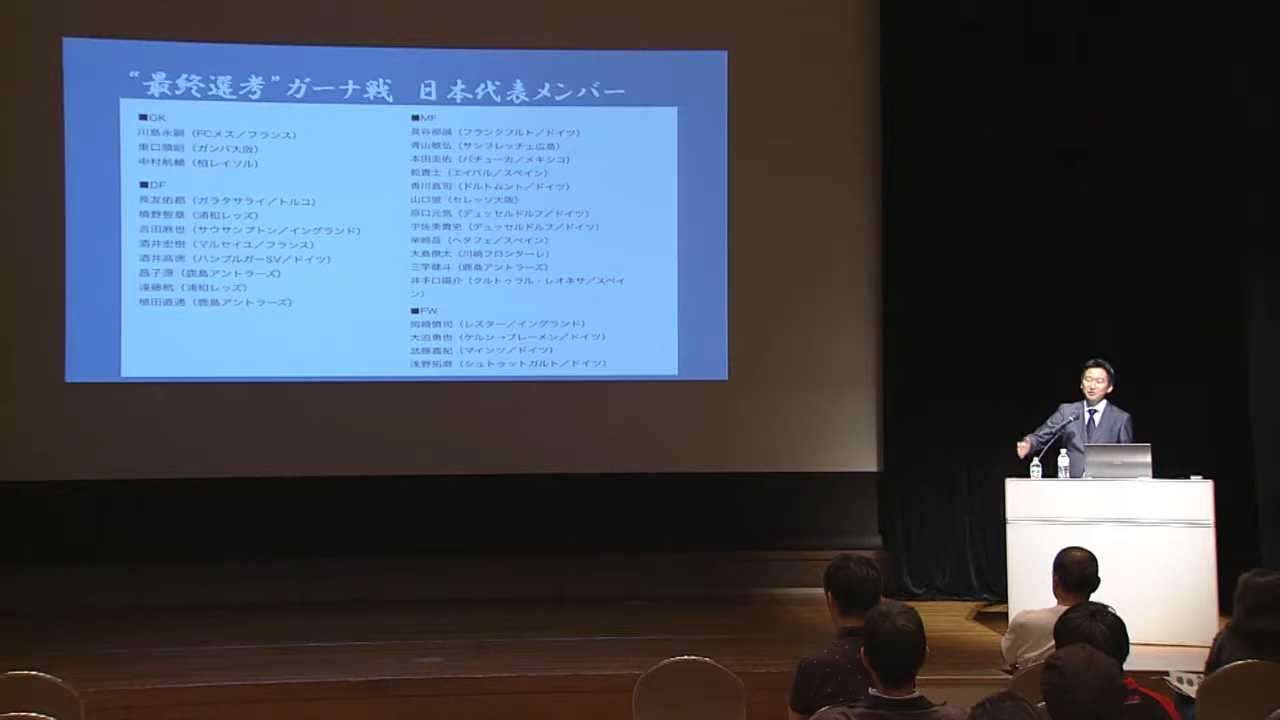 “最終選考”ガーナ戦 日本代表メンバー
■GK
川島永嗣(FCメス/フランス)
東口順昭(ガンバ大阪)
中村航輔(柏レイソル)
■DF
長友佑都(ガラタサライ/トルコ)
槙野智章(浦和レッズ)
吉田麻也(サウサンプトン/イングランド)
酒井宏樹(マルセイユ/フランス)
酒井高徳(ハンブルガーSV/ドイツ)
昌子源(鹿島アントラーズ)
遠藤航(浦和レッズ)
植田直通(鹿島アントラーズ)
■MF
長谷部誠(フランクフルト/ドイツ)
青山敏弘(サンフレッチェ広島)
本田圭佑(パチューカ/メキシコ)
乾貴士(エイバル/スペイン)
香川真司(ドルトムント/ドイツ)
山口蛍(セレッソ大阪)
原口元気(デュッセルドルフ/ドイツ)
宇佐美貴史(デュッセルドルフ/ドイツ)
柴崎岳(ヘタフェ/スペイン)
大島僚太(川崎フロンターレ)
三竿健斗(鹿島アントラーズ)
井手口陽介(クルトゥラル・レオネサ/スペイ
ン)
■FW
岡崎慎司(レスター/イングランド)
大迫勇也(ケルン→ブレーメン/ドイツ)
武藤嘉紀(マインツ/ドイツ)
浅野拓磨(シュトゥットガルト/ドイツ)